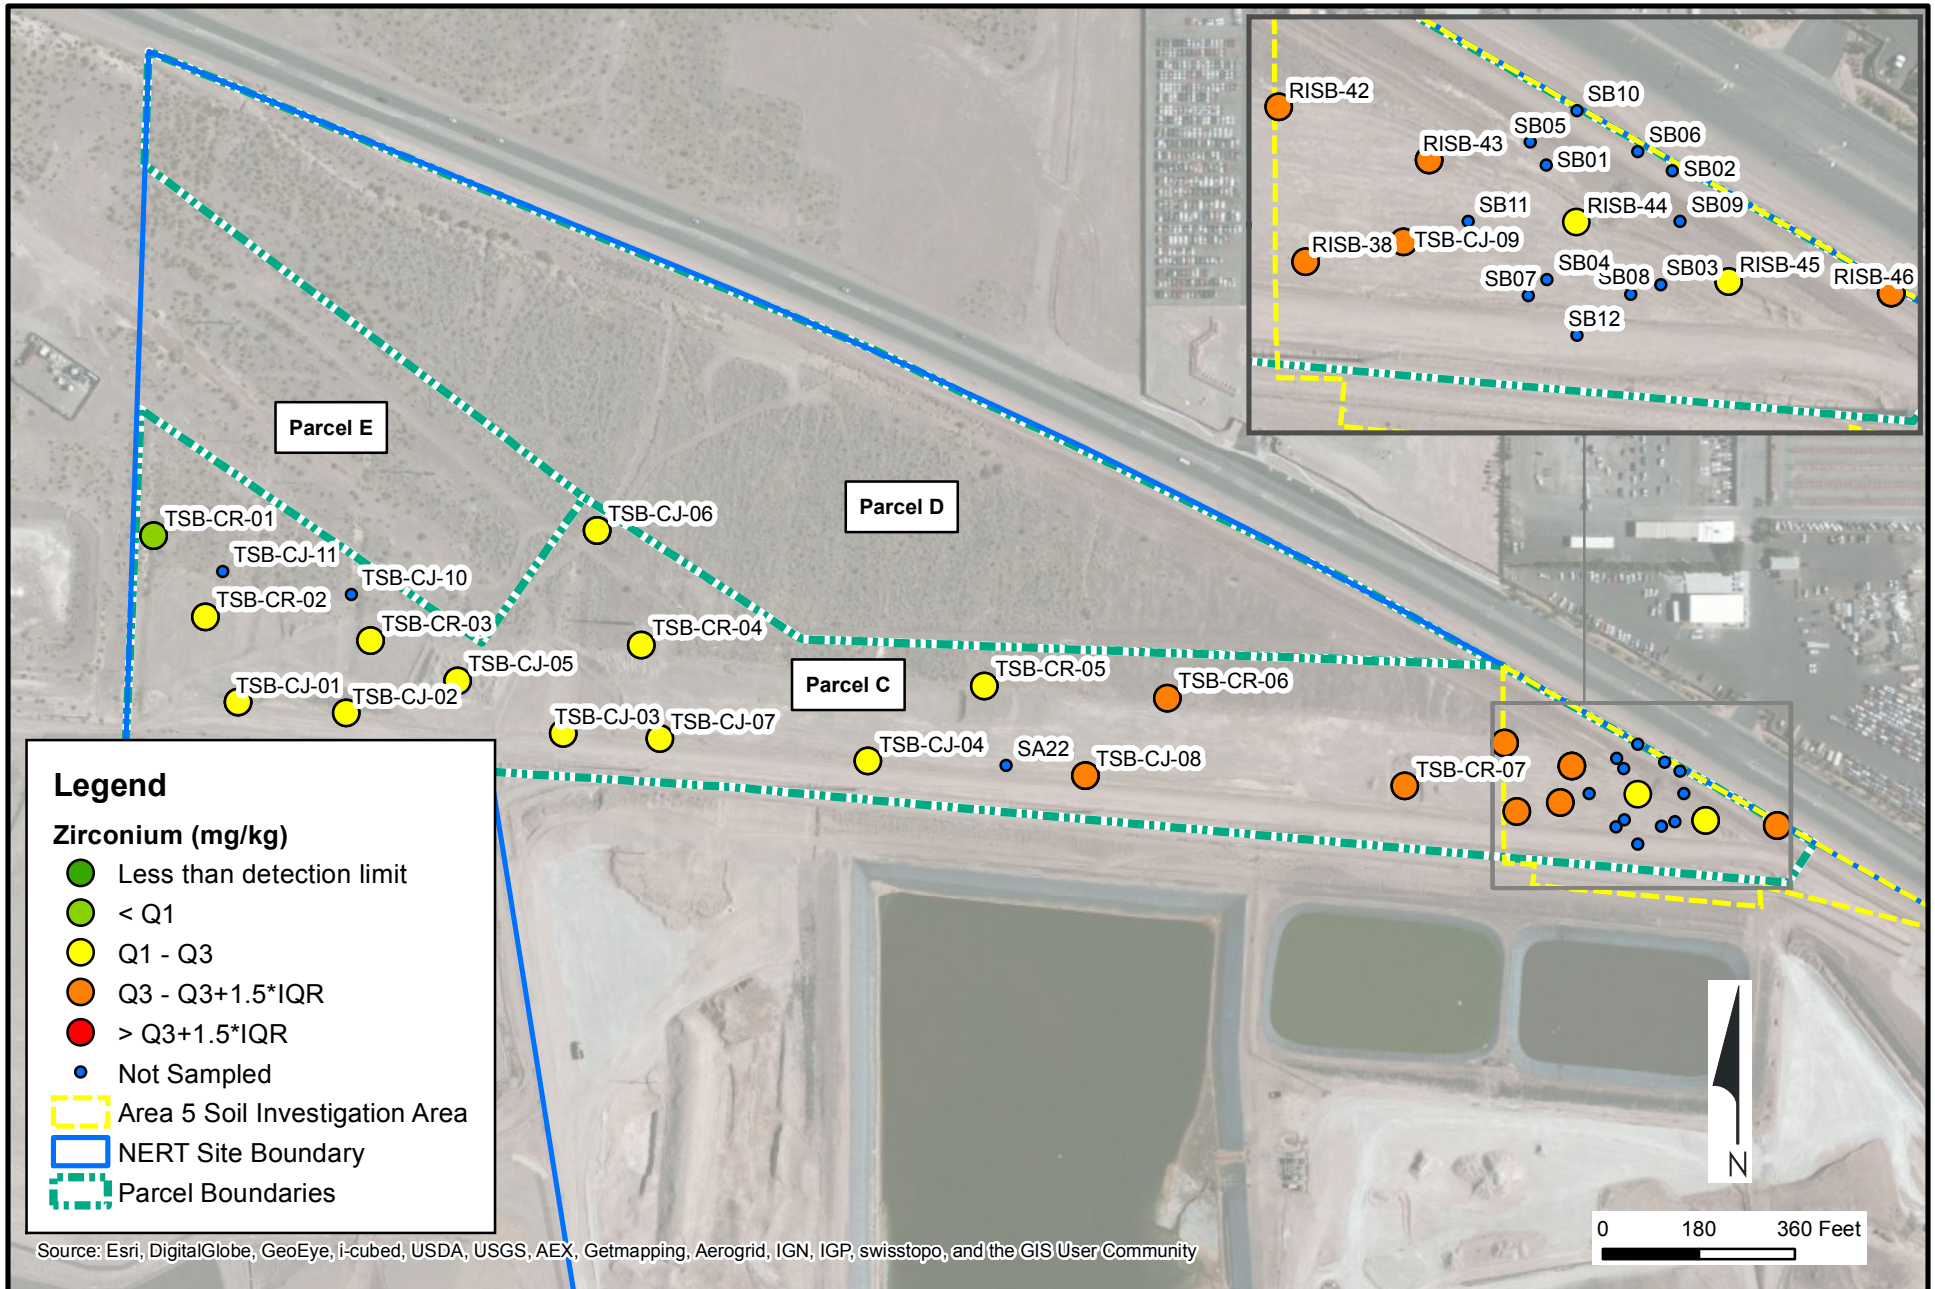 RISB-42
SB10
SB05
SB06
RISB-43
SB01
SB02
SB11
RISB-44
SB09
RISB-38
TSB-CJ-09
SB04
SB07
SB08
SB03
RISB-45
RISB-46
SB12
Parcel E
Parcel D
TSB-CR-01
TSB-CJ-06
TSB-CJ-11
TSB-CJ-10
TSB-CR-02
TSB-CR-03
TSB-CR-04
TSB-CJ-05
TSB-CR-05
Parcel C
TSB-CR-06
TSB-CJ-01
TSB-CJ-02
TSB-CJ-03
TSB-CJ-07
TSB-CJ-04
SA22
TSB-CJ-08
TSB-CR-07
Legend
Zirconium (mg/kg)
Less than detection limit
< Q1
Q1 - Q3
Q3 - Q3+1.5*IQR
> Q3+1.5*IQR
Not Sampled
Area 5 Soil Investigation Area
NERT Site Boundary
Parcel Boundaries
N
0 180 360 Feet
Source: Esri, DigitalGlobe, GeoEye, i-cubed, USDA, USGS, AEX, Getmapping, Aerogrid, IGN, IGP, swisstopo, and the GIS User Community